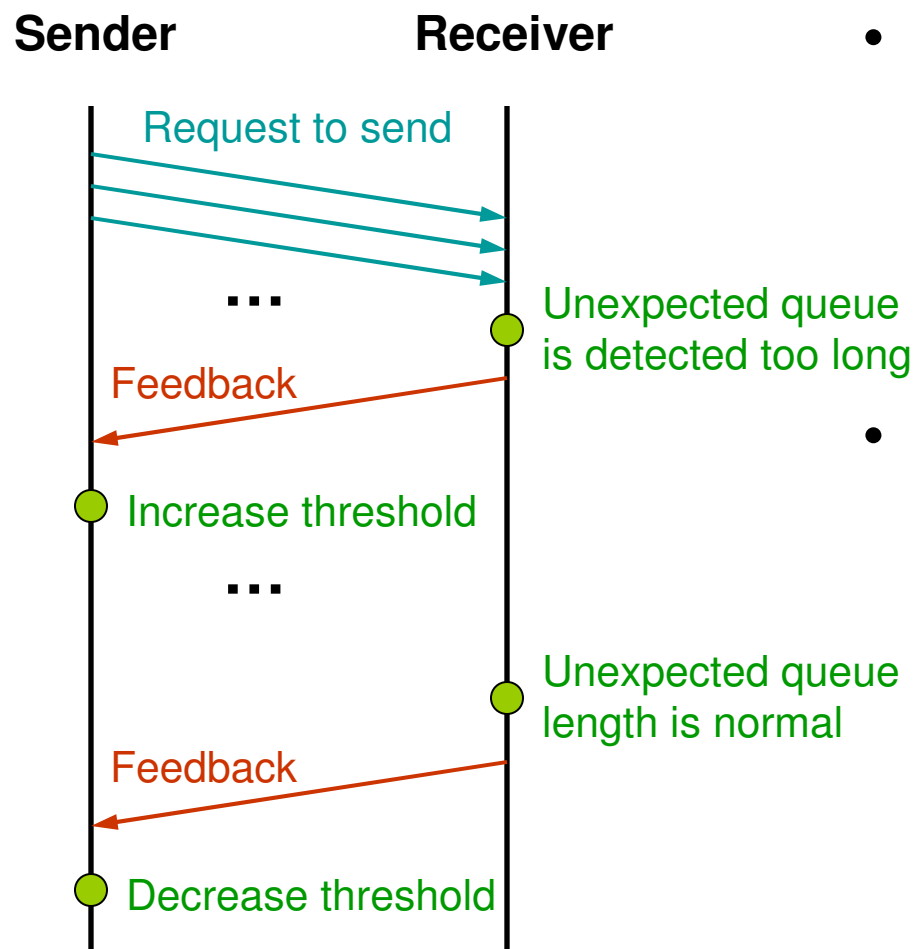 Sender Receiver •
Request to send
...
Unexpected queue
is detected too long
Feedback
•
Increase threshold
...
Unexpected queue
length is normal
Feedback
Decrease threshold